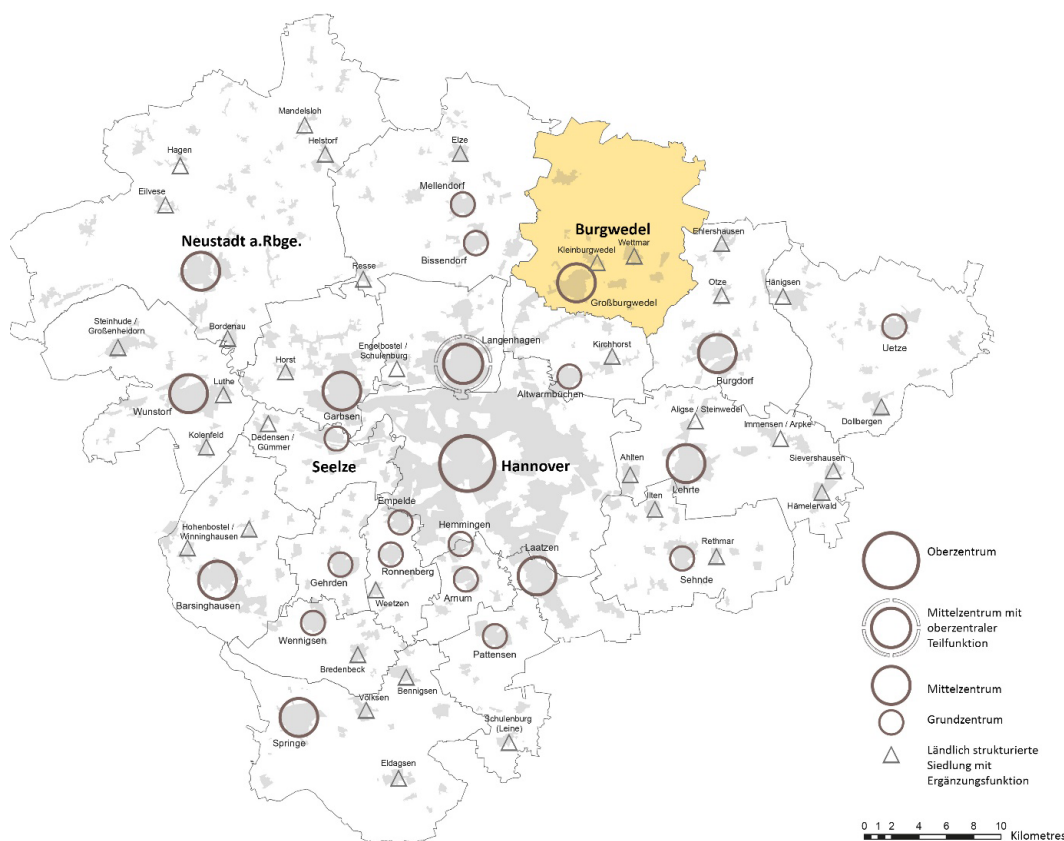 Mandelsloh
Helstorf
Hagen
Eilvese
Neustadt a.Rbge.
Elze
Mellendorf
Bissendorf
Resse
Burgwedel
Kleinburgwedel
Wettmar
Großburgwedel
Ehlershausen
Otze
Hänigsen
Uetze
Steinhude /
Großenheidorn
Bordenau
Horst
Engelbostel /
Schulenburg
Langenhagen
Kirchhorst
Altwarmbüchen
Burgdorf
Dollbergen
Wunstorf
Luthe
Garbsen
Kolenfeld
Dedensen /
Gümmer
Seelze
Hannover
Aligse / Steinwedel
Immensen / Arpke
Ahlten
Lehrte
Sievershausen
Hämelerwald
Ilten
Empelde
Hemmingen
Laatzen
Rethmar
Sehnde
Hohenbostel /
Winninghausen
Barsinghausen
Gehrden
Ronnenberg
Weetzen
Arnum
Wennigsen
Pattensen
Bredenbeck
Bennigsen
Völksen
Springe
Schulenburg
(Leine)
Eldagsen
Oberzentrum
Mittelzentrum mit
oberzentraler
Teilfunktion
Mittelzentrum
Grundzentrum
Ländlich strukturierte
Siedlung mit
Ergänzungsfunktion
0 1 2 4 6 8 10
Kilometres